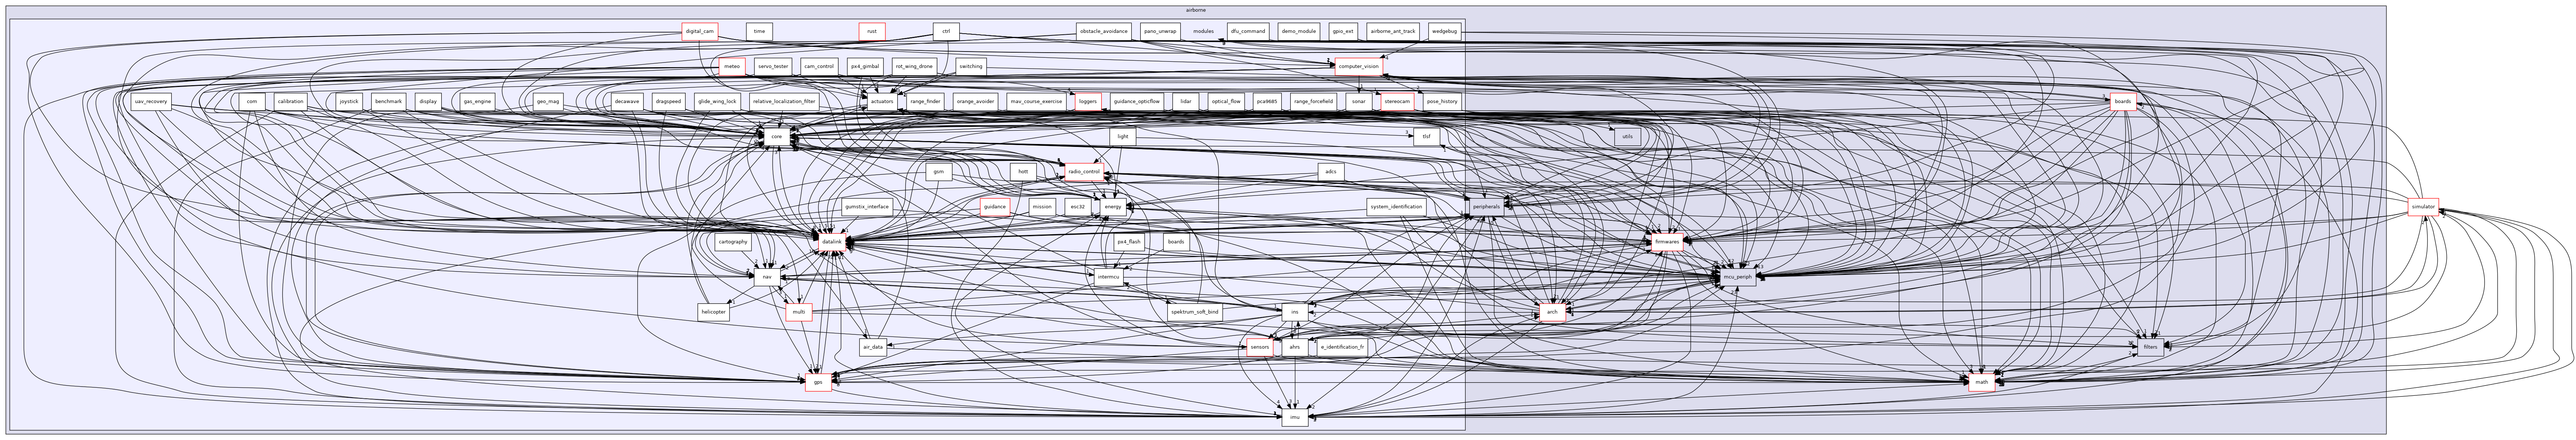 airborne
digital_cam
time
rust
ctrl
obstacle_avoidance
pano_unwrap
modules
dfu_command
demo_module
gpio_ext
airborne_ant_track
wedgebug
meteo
servo_tester
cam_control
px4_gimbal
rot_wing_drone
switching
computer_vision
uav_recovery
com
calibration
joystick
benchmark
display
gas_engine
geo_mag
decawave
dragspeed
glide_wing_lock
relative_localization_filter
actuators
range_finder
orange_avoider
mav_course_exercise
loggers
guidance_opticflow
lidar
optical_flow
pca9685
range_forcefield
sonar
stereocam
pose_history
boards
core
light
tlsf
utils
gsm
hott
radio_control
adcs
gumstix_interface
guidance
mission
esc32
energy
system_identification
peripherals
simulator
cartography
datalink
px4_flash
boards
firmwares
nav
intermcu
mcu_periph
helicopter
multi
spektrum_soft_bind
ins
arch
air_data
sensors
ahrs
e_identification_fr
filters
gps
math
imu